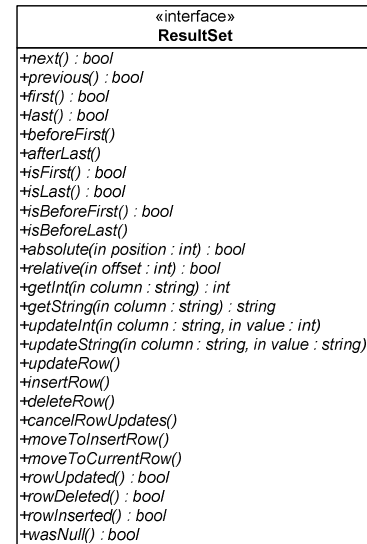 «interface»
ResultSet
+next() : bool
+previous() : bool
+first() : bool
+last() : bool
+beforeFirst()
+afterLast()
+isFirst() : bool
+isLast() : bool
+isBeforeFirst() : bool
+isBeforeLast()
+absolute(in position : int) : bool
+relative(in offset : int) : bool
+getInt(in column : string) : int
+getString(in column : string) : string
+updateInt(in column : string, in value : int)
+updateString(in column : string, in value : string)
+updateRow()
+insertRow()
+deleteRow()
+cancelRowUpdates()
+moveToInsertRow()
+moveToCurrentRow()
+rowUpdated() : bool
+rowDeleted() : bool
+rowInserted() : bool
+wasNull() : bool